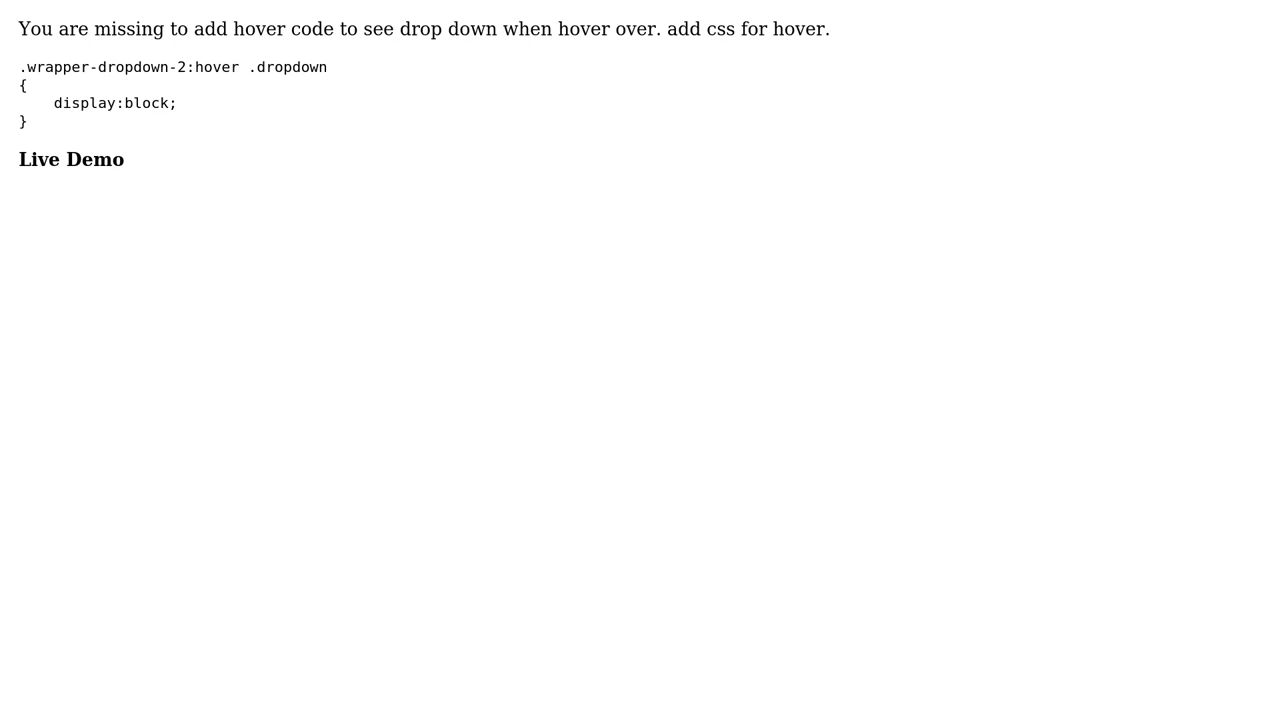 You are missing to add hover code to see drop down when hover over. add css for hover.
.wrapper-dropdown-2:hover .dropdown
{
    display:block;
}
Live Demo